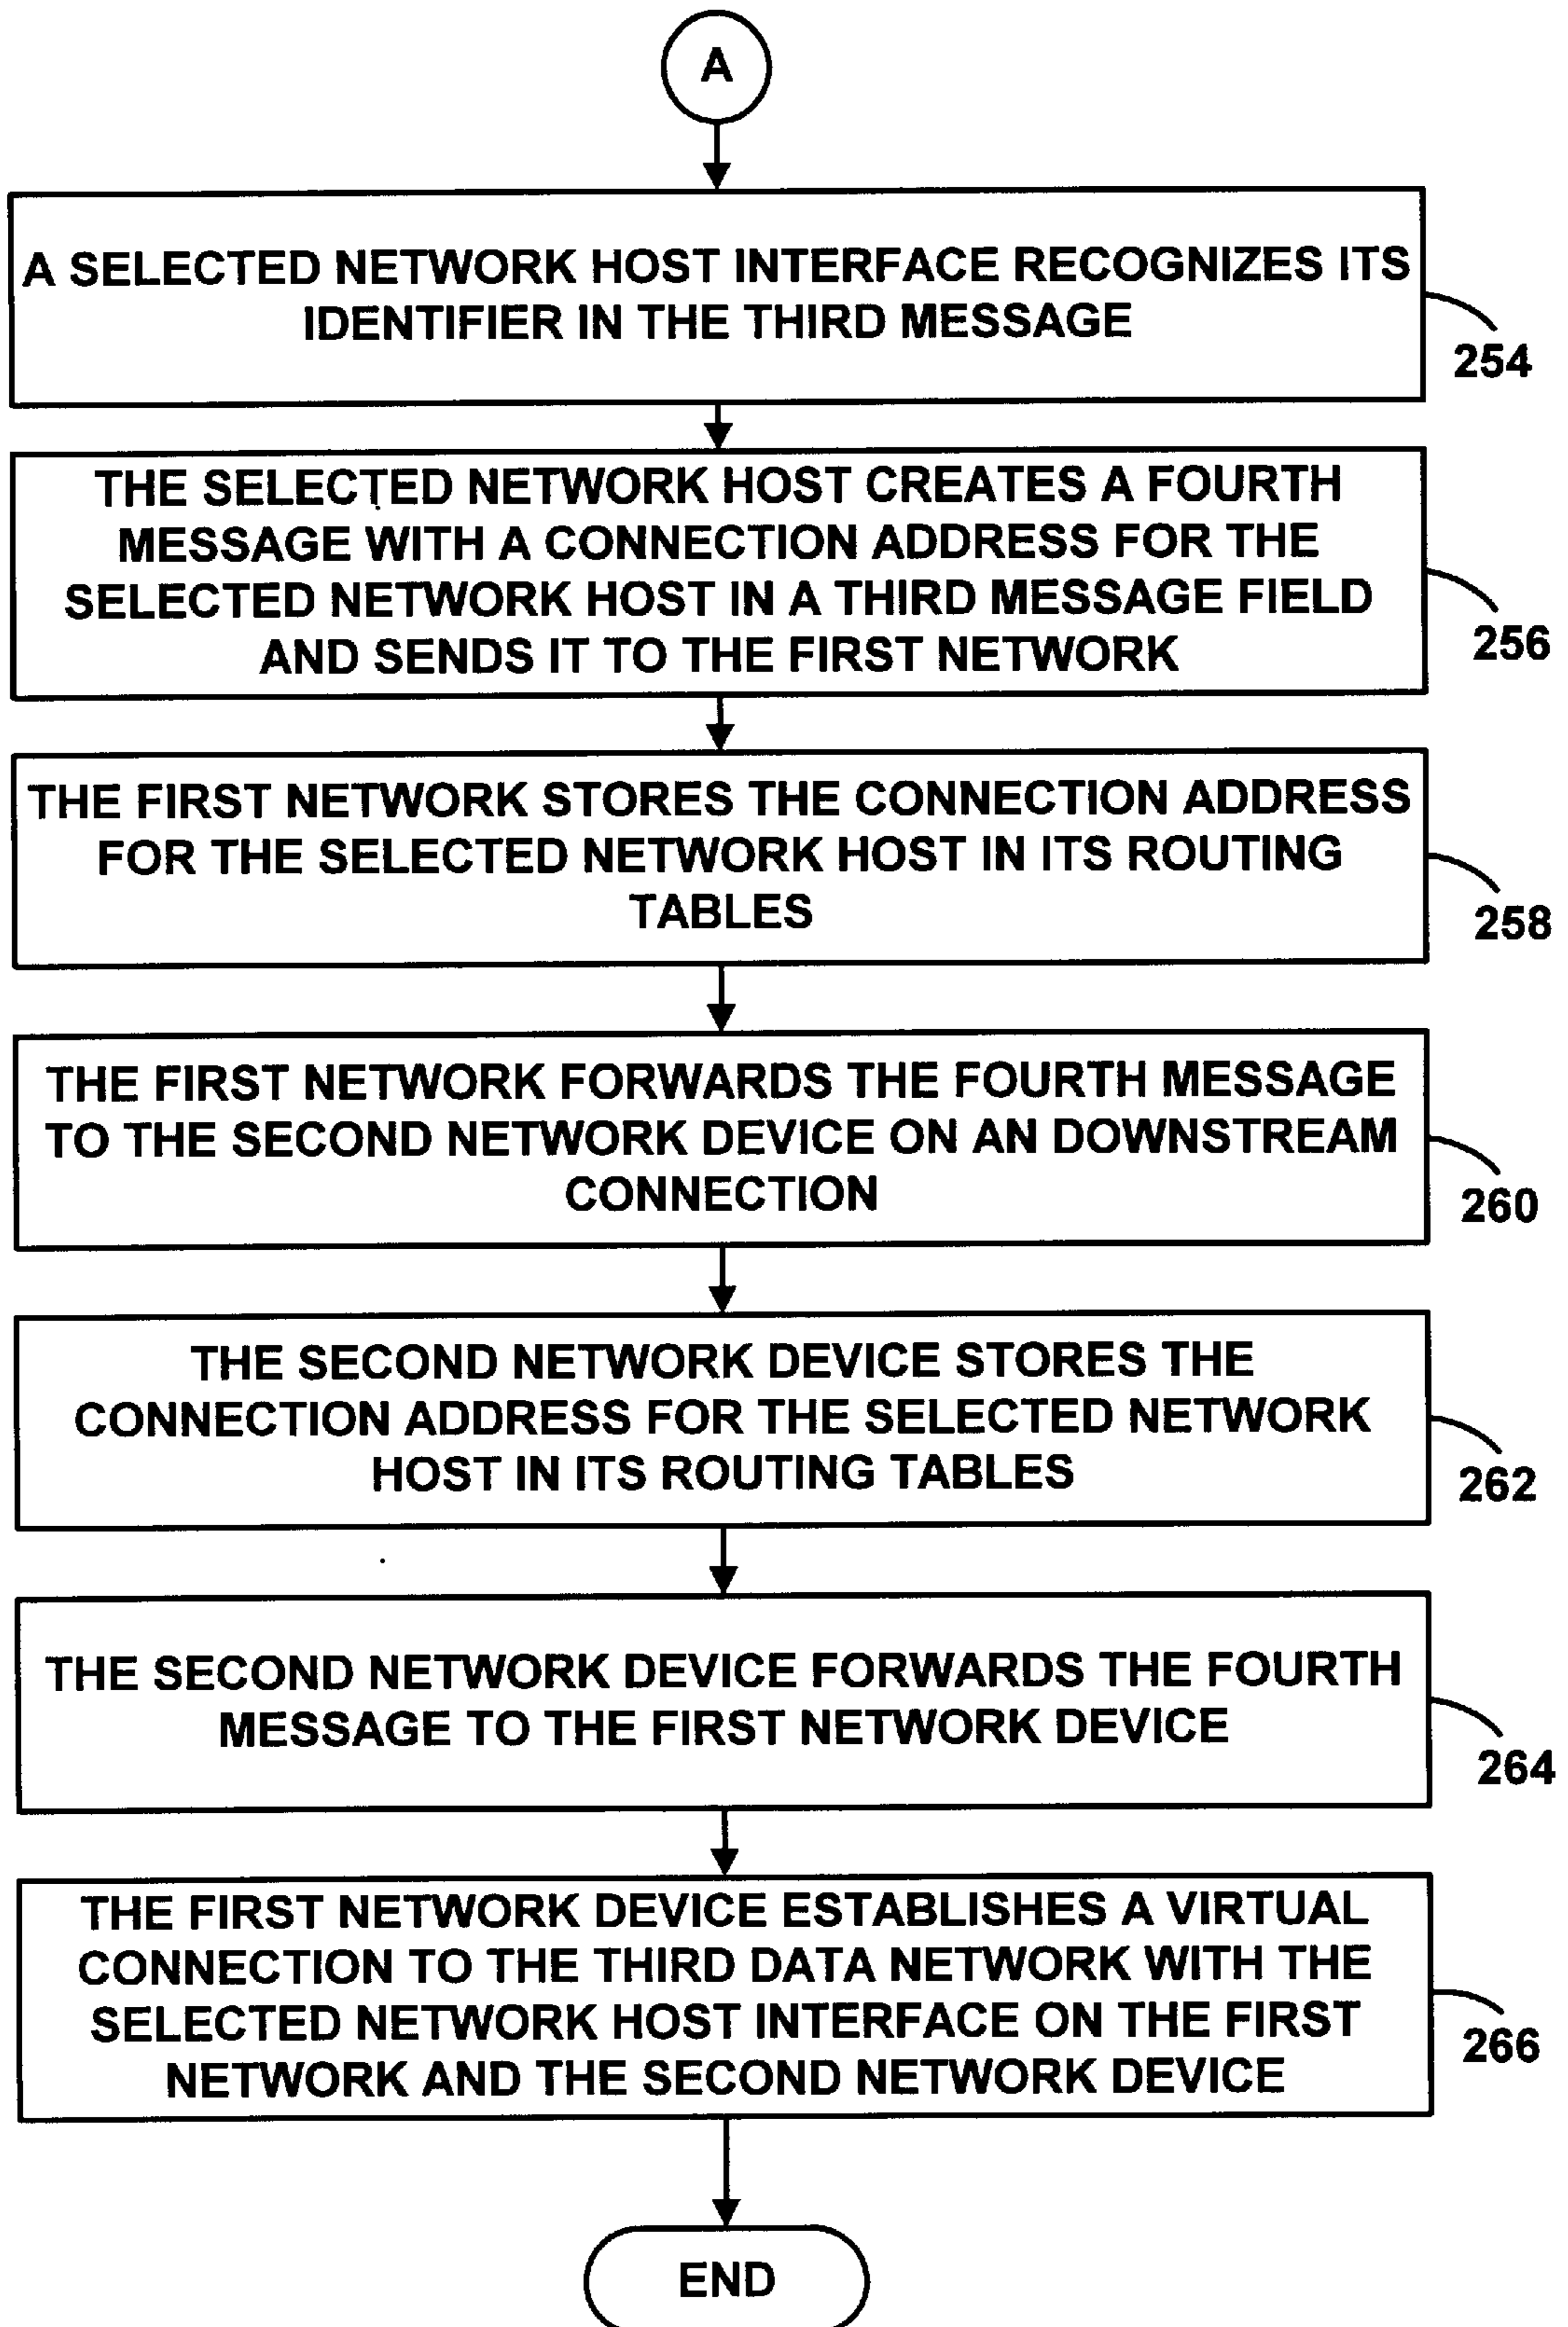 A
A SELECTED NETWORK HOST INTERFACE RECOGNIZES ITS
IDENTIFIER IN THE THIRD MESSAGE
254
THE SELECTED NETWORK HOST CREATES A FOURTH
MESSAGE WITH A CONNECTION ADDRESS FOR THE
SELECTED NETWORK HOST IN A THIRD MESSAGE FIELD
AND SENDS IT TO THE FIRST NETWORK
256
THE FIRST NETWORK STORES THE CONNECTION ADDRESS
FOR THE SELECTED NETWORK HOST IN ITS ROUTING
TABLES
258
THE FIRST NETWORK FORWARDS THE FOURTH MESSAGE
TO THE SECOND NETWORK DEVICE ON AN DOWNSTREAM
CONNECTION
260
THE SECOND NETWORK DEVICE STORES THE
CONNECTION ADDRESS FOR THE SELECTED NETWORK
HOST IN ITS ROUTING TABLES
262
THE SECOND NETWORK DEVICE FORWARDS THE FOURTH
MESSAGE TO THE FIRST NETWORK DEVICE
264
THE FIRST NETWORK DEVICE ESTABLISHES A VIRTUAL
CONNECTION TO THE THIRD DATA NETWORK WITH THE
SELECTED NETWORK HOST INTERFACE ON THE FIRST
NETWORK AND THE SECOND NETWORK DEVICE
266
END